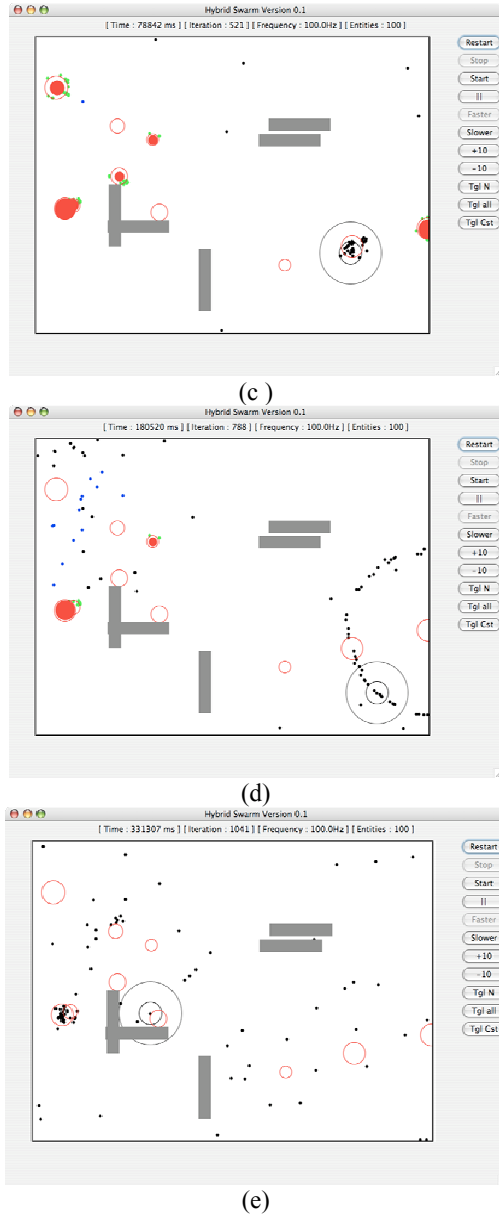 Hybrid Swarm Version 0.1
[ Time : 78842 ms ] [ Iteration : 521 ] [ Frequency : 100.0Hz ] [ Entities : 100 ]
Restart
Stop
Start
|||
Faster
Slower
+10
-10
Tgl N
Tgl all
Tgl Cst
(c )
Hybrid Swarm Version 0.1
[ Time : 180520 ms ] [ Iteration : 788 ] [ Frequency : 100.0Hz ] [ Entities : 100 ]
Restart
Stop
Start
|||
Faster
Slower
+10
-10
Tgl N
Tgl all
Tgl Cst
(d)
Hybrid Swarm Version 0.1
[ Time : 331307 ms ] [ Iteration : 1041 ] [ Frequency : 100.0Hz ] [ Entities : 100 ]
Restart
Stop
Start
||
Faster
Slower
+10
-10
Tgl N
Tgl all
Tgl Cst
(e)